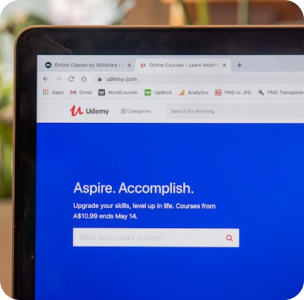 Online Classes by Skillshare |
Online Courses - Learn Anythi
udemy.com
Apps Gmail WordCounter UpWork Analytics PNG to JPG PNG Transparen
Udemy Categories Search for anything
Aspire. Accomplish.
Upgrade your skills, level up in life. Courses from
A$10.99 ends May 14.
What do you want to learn?